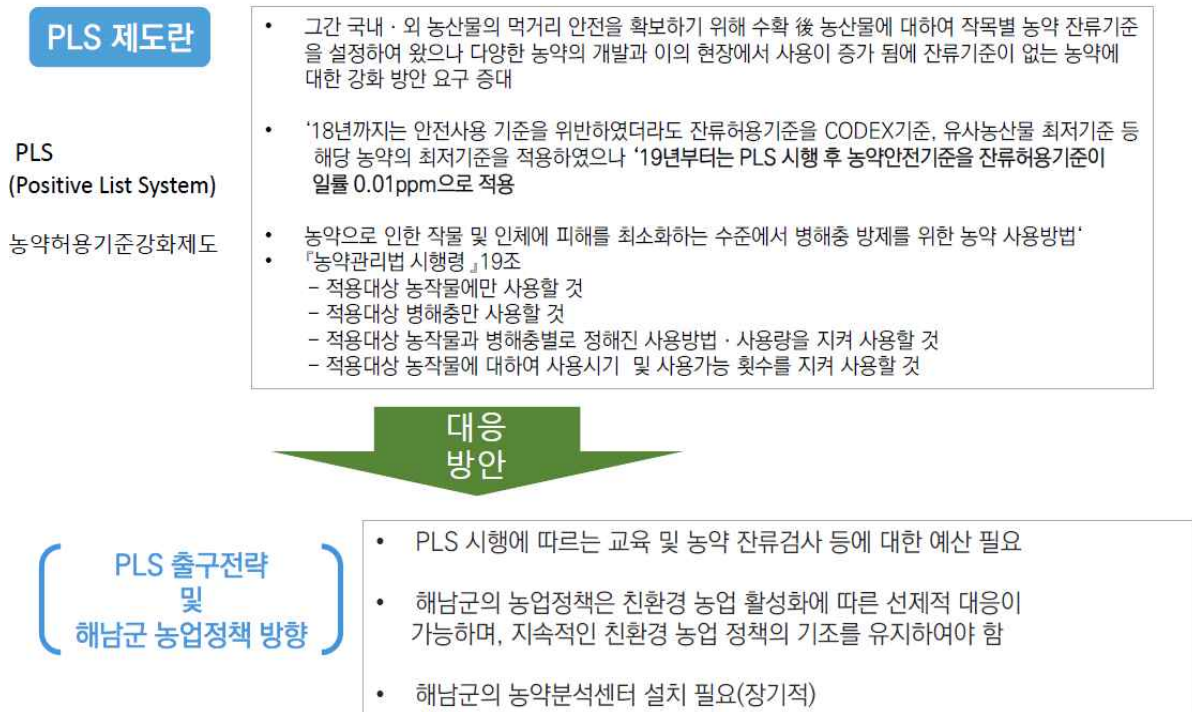 PLS 제도란
PLS
(Positive List System)
농약허용기준강화제도
• 그간 국내 · 외 농산물의 먹거리 안전을 확보하기 위해 수확 後 농산물에 대하여 작목별 농약 잔류기준
을 설정하여 왔으나 다양한 농약의 개발과 이의 현장에서 사용이 증가 됨에 잔류기준이 없는 농약에
대한 강화 방안 요구 증대
• ‘18년까지는 안전사용 기준을 위반하였더라도 잔류허용기준을 CODEX기준, 유사농산물 최저기준 등
해당 농약의 최저기준을 적용하였으나 ‘19년부터는 PLS 시행 후 농약안전기준을 잔류허용기준이
일률 0.01ppm으로 적용
• 농약으로 인한 작물 및 인체에 피해를 최소화하는 수준에서 병해충 방제를 위한 농약 사용방법‘
• 『농약관리법 시행령 』19조
– 적용대상 농작물에만 사용할 것
– 적용대상 병해충만 사용할 것
– 적용대상 농작물과 병해충별로 정해진 사용방법 · 사용량을 지켜 사용할 것
– 적용대상 농작물에 대하여 사용시기 및 사용가능 횟수를 지켜 사용할 것
대응
방안
PLS 출구전략
및
해남군 농업정책 방향
• PLS 시행에 따르는 교육 및 농약 잔류검사 등에 대한 예산 필요
• 해남군의 농업정책은 친환경 농업 활성화에 따른 선제적 대응이
가능하며, 지속적인 친환경 농업 정책의 기조를 유지하여야 함
• 해남군의 농약분석센터 설치 필요(장기적)